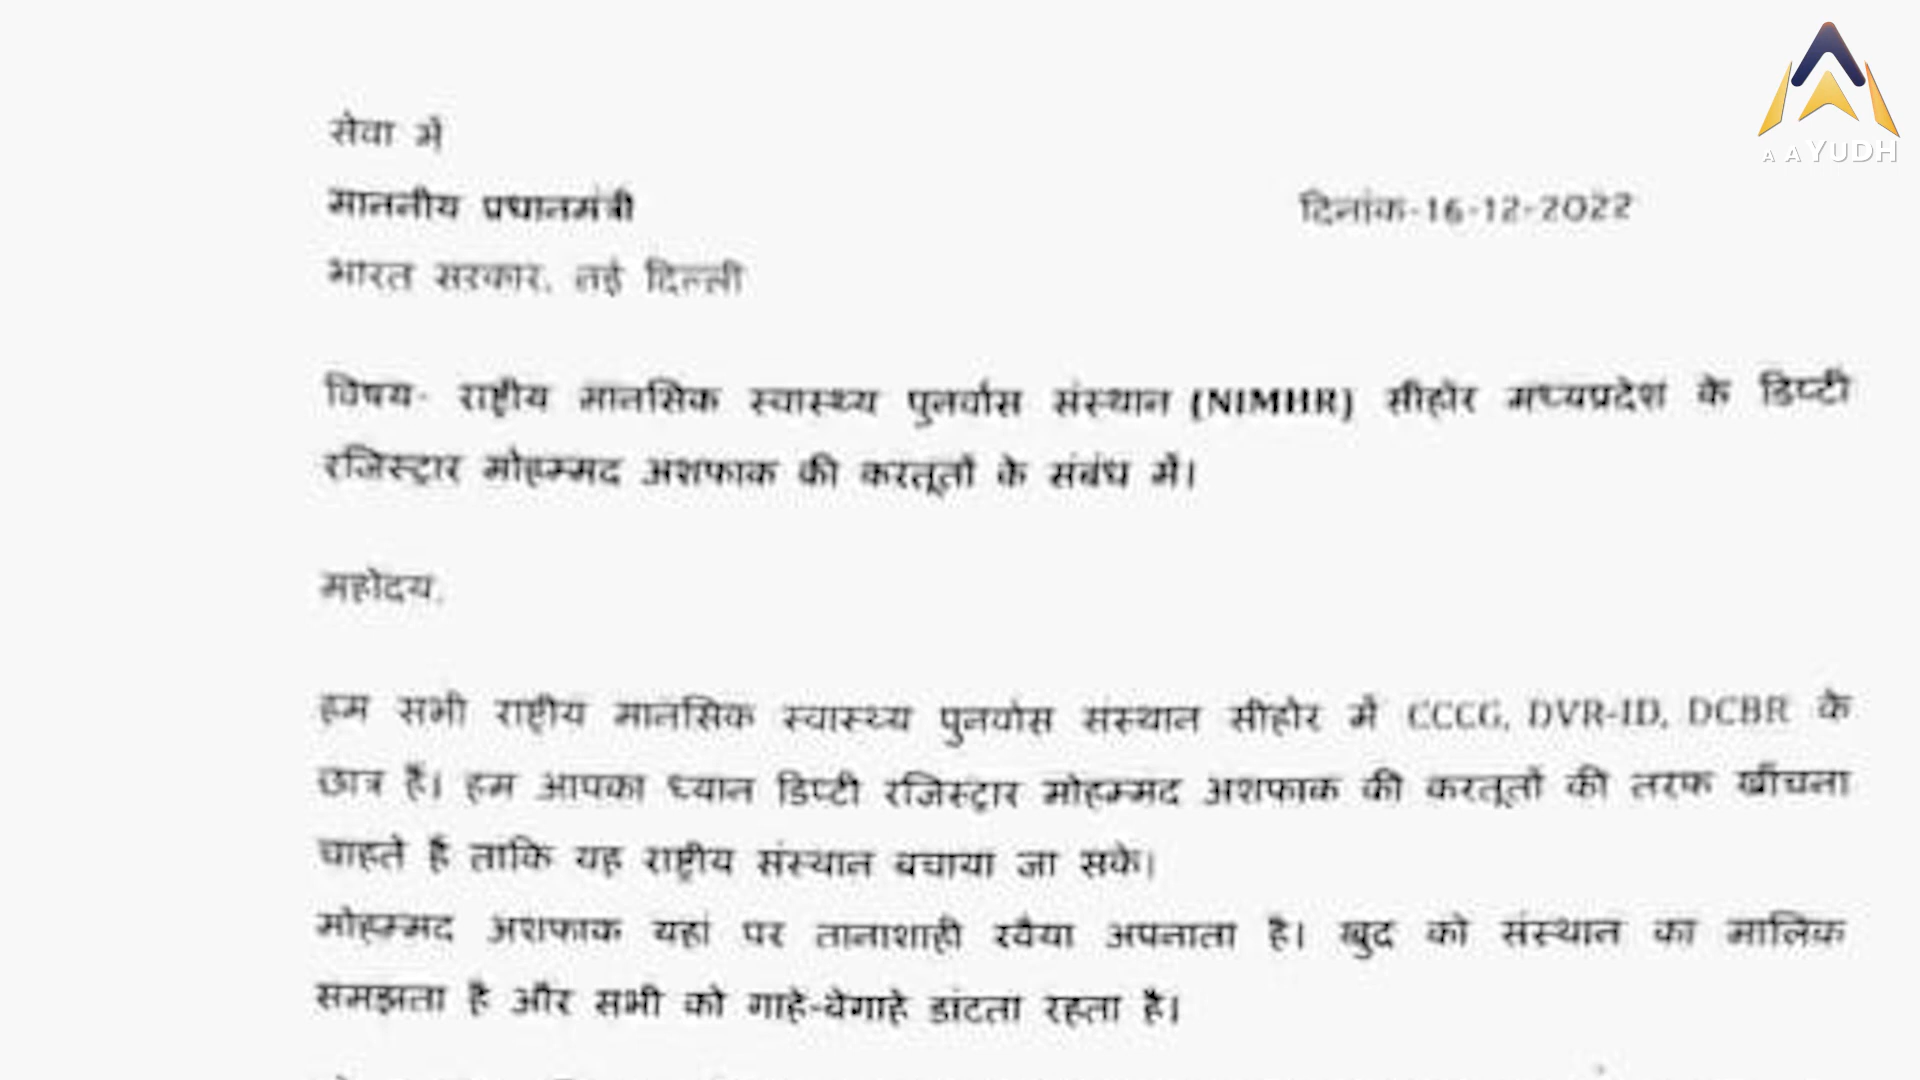 AAYUDH
सेवा में
माननीय प्रधानमंत्री
दिनांक-16-12-2022
भारत सरकार, नई दिल्ली
विषय- राष्ट्रीय मानसिक स्वास्थ्य पुनर्वास संस्थान (NIMHR) सीहोर मध्यप्रदेश के डिप्टी
रजिस्ट्रार मोहम्मद अशफाक की करतूतों के संबंध में।
महोदय,
हम सभी राष्ट्रीय मानसिक स्वास्थ्य पुनर्वास संस्थान सीहोर में CCCG, DVR-ID, DCBR के
छात्र हैं। हम आपका ध्यान डिप्टी रजिस्ट्रार मोहम्मद अशफाक की करतूतों की तरफ खींचना
चाहते हैं ताकि यह राष्ट्रीय संस्थान बचाया जा सके।
मोहम्मद अशफाक यहां पर तानाशाही रवैया अपनाता है। खुद को संस्थान का मालिक
समझता है और सभी को गाहे-बेगाहे डांटता रहता है।